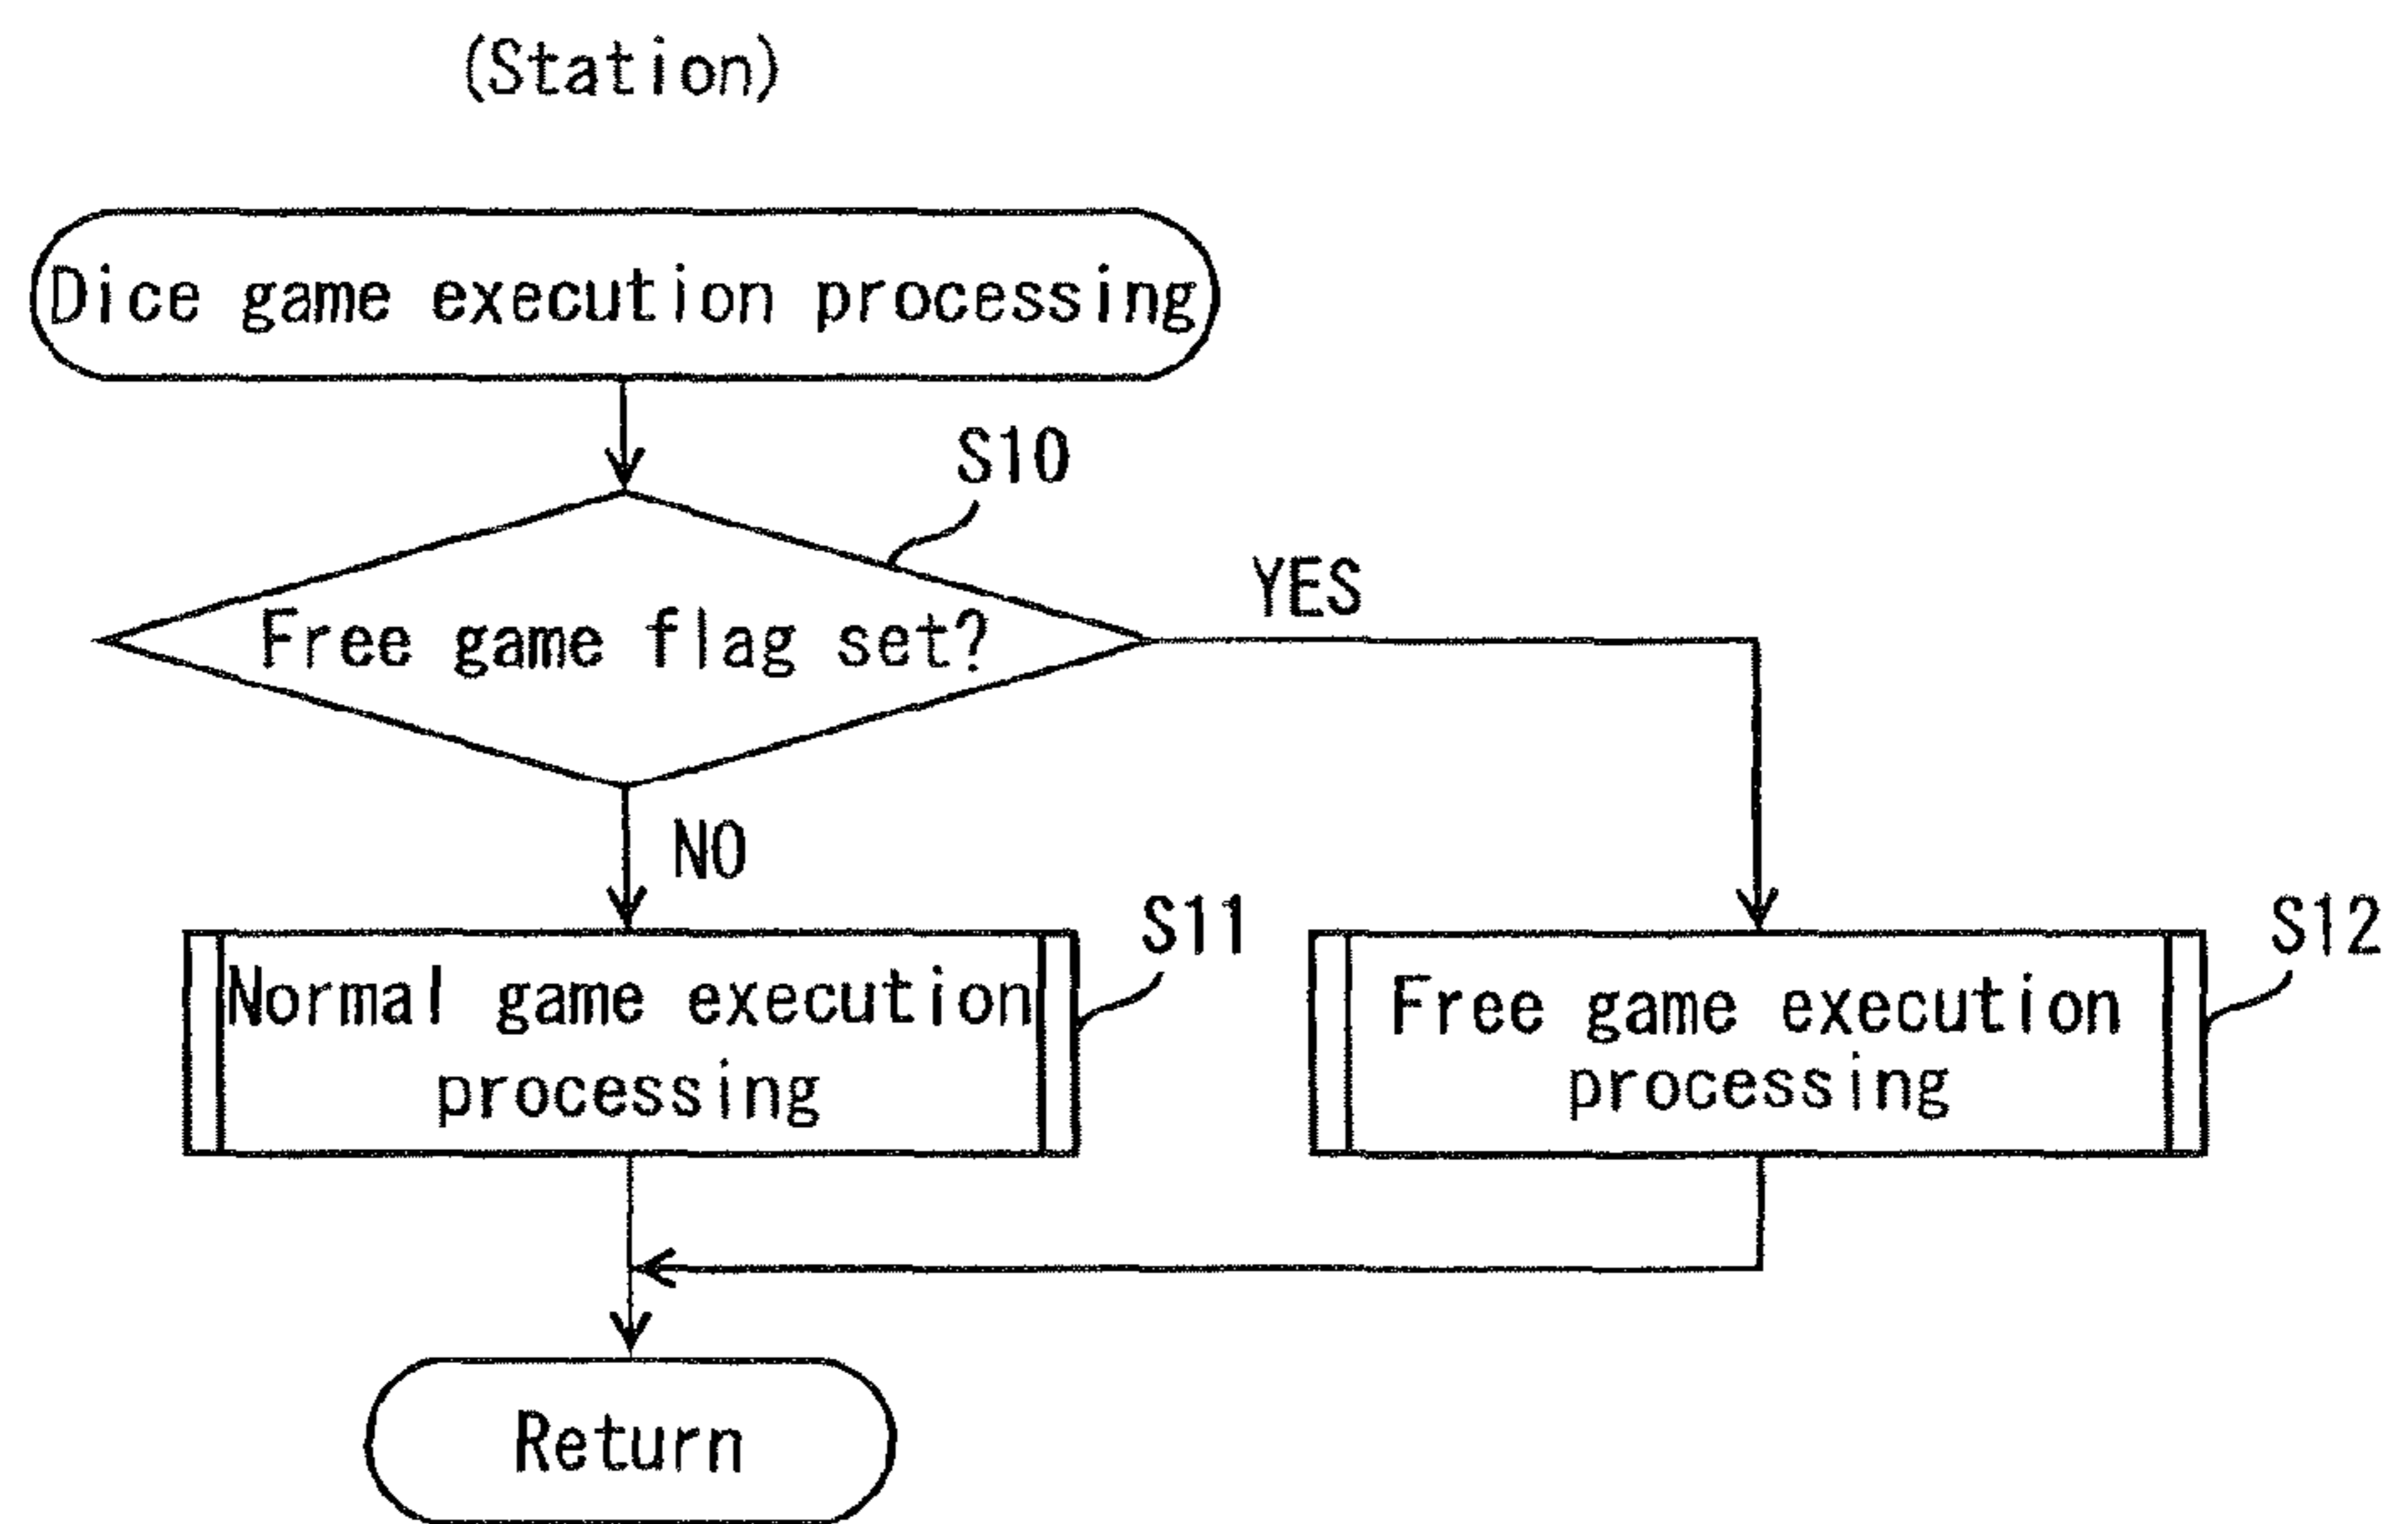 (Station)
Dice game execution processing
S10
Free game flag set?
YES
NO
S11
Normal game execution
processing
S12
Free game execution
processing
Return